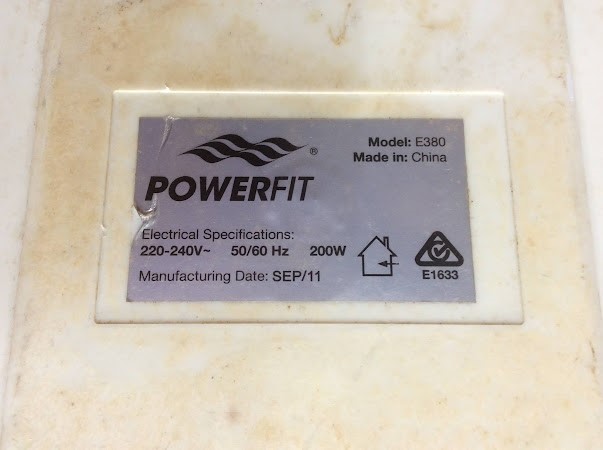 Model: E380
Made in: China
®
POWERFIT
Electrical Specifications:
220-240V~ 50/60 Hz 200W
Manufacturing Date: SEP/11
E1633